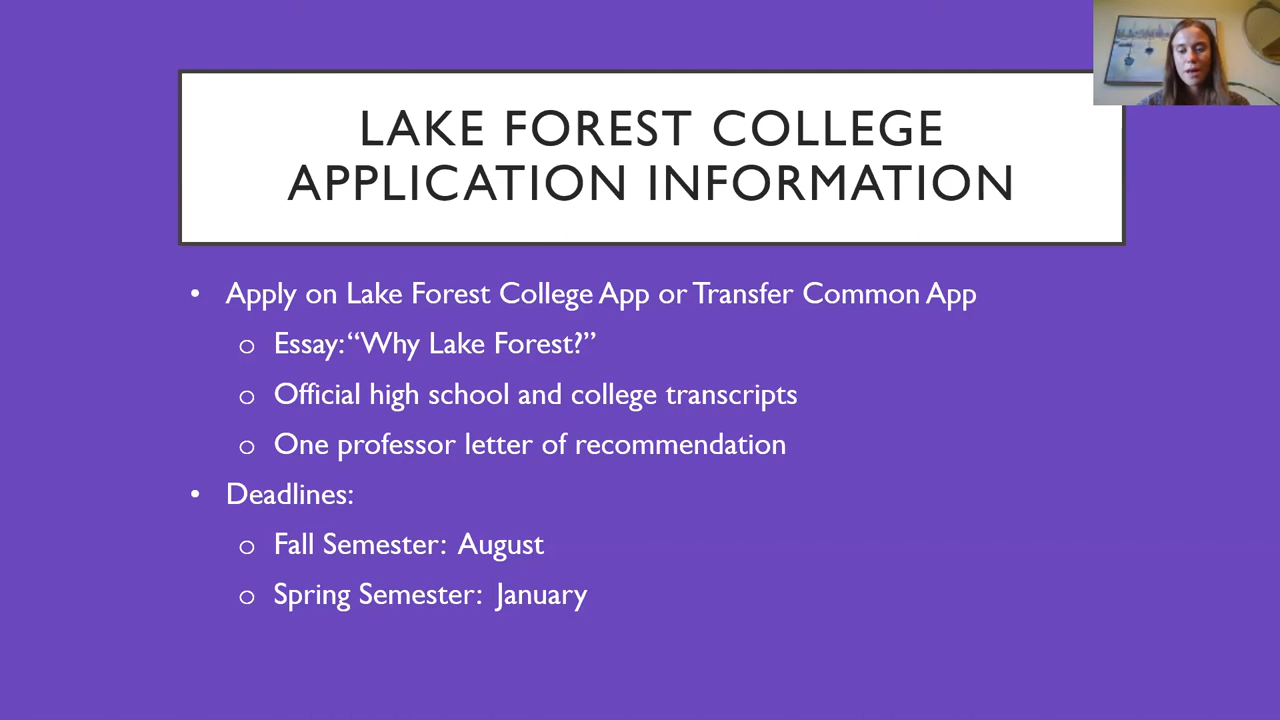 LAKE FOREST COLLEGE
APPLICATION INFORMATION
• Apply on Lake Forest College App or Transfer Common App
o Essay: “Why Lake Forest?”
o Official high school and college transcripts
o One professor letter of recommendation
• Deadlines:
o Fall Semester: August
o Spring Semester: January